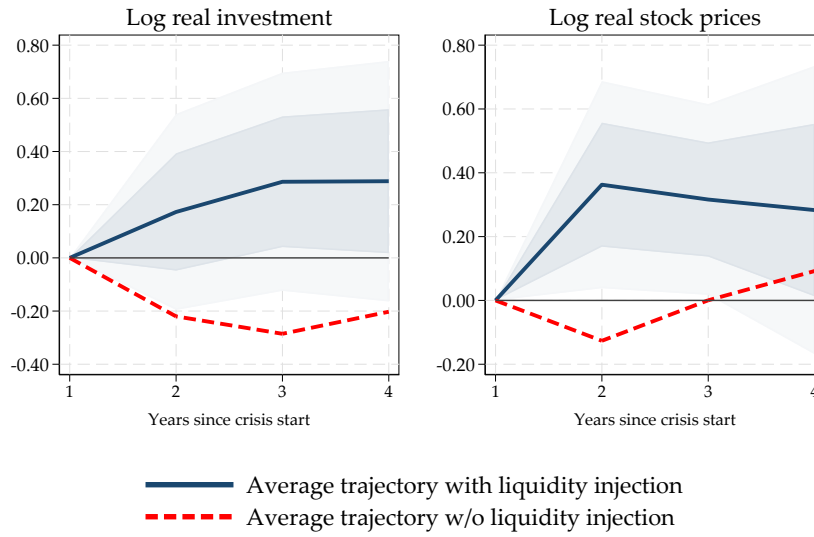 Log real investment
0.80
0.60
0.40
0.20
0.00
-0.20
-0.40
1 2 3 4
Years since crisis start
Log real stock prices
0.80
0.60
0.40
0.20
0.00
-0.20
1 2 3 4
Years since crisis start
Average trajectory with liquidity injection
Average trajectory w/o liquidity injection